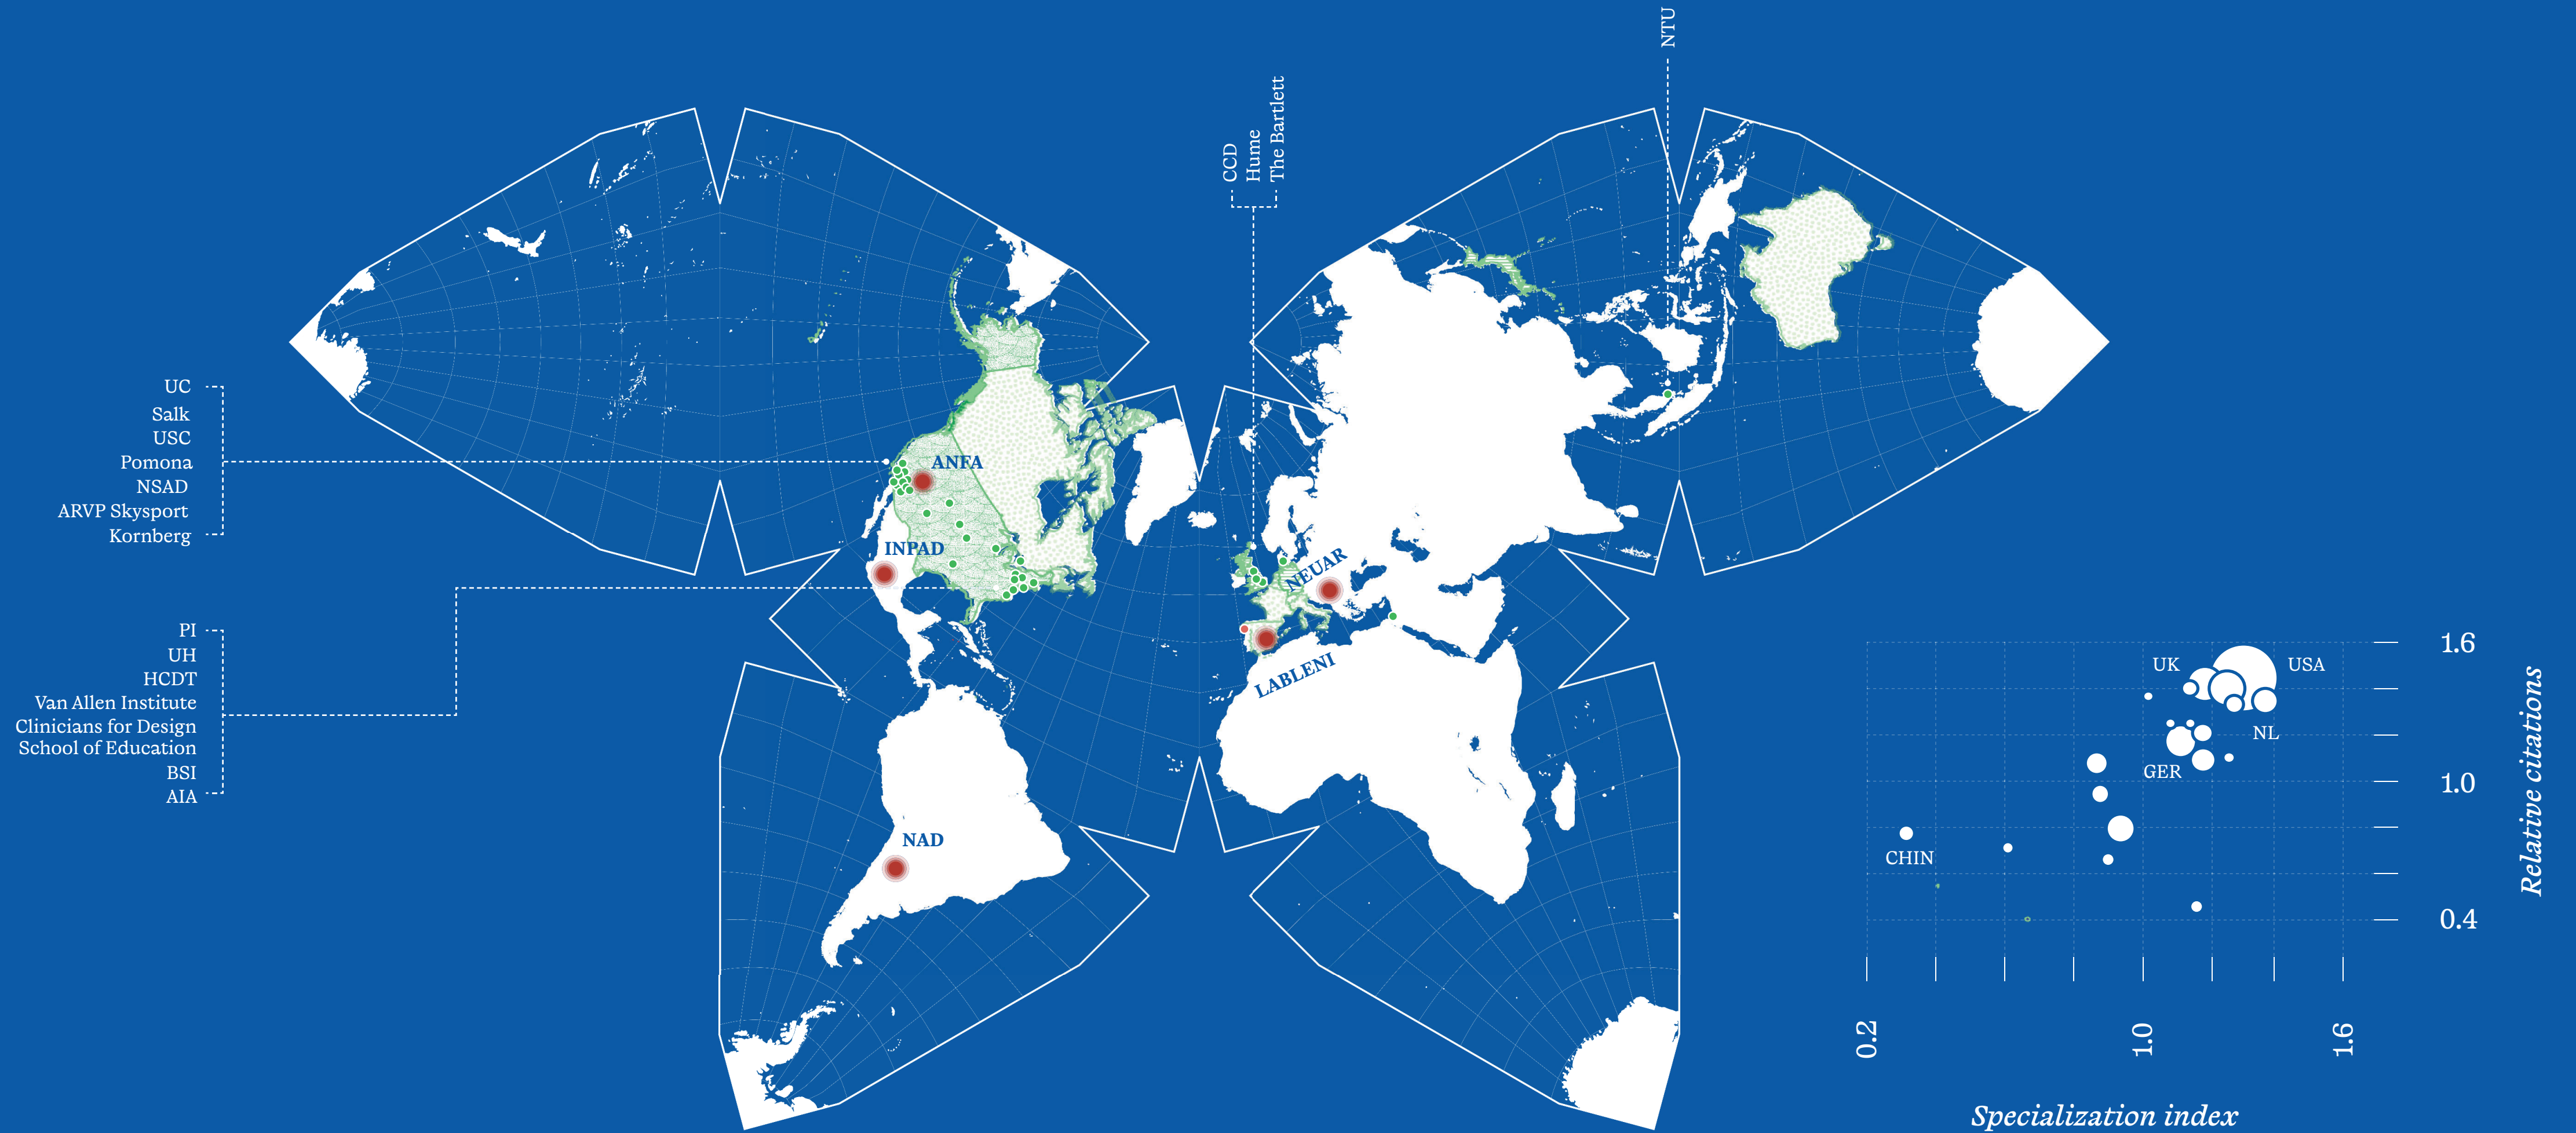 NTU
CCD
Hume
The Bartlett
UC
Salk
USC
Pomona
NSAD
ARVP Skysport
Kornberg
ANFA
INPAD
NEUAR
LABLENI
NAD
PI
UH
HCDT
Van Allen Institute
Clinicians for Design
School of Education
BSI
AIA
UK
USA
NL
GER
CHIN
1.6
1.0
0.4
Relative citations
0.2
1.0
1.6
Specialization index